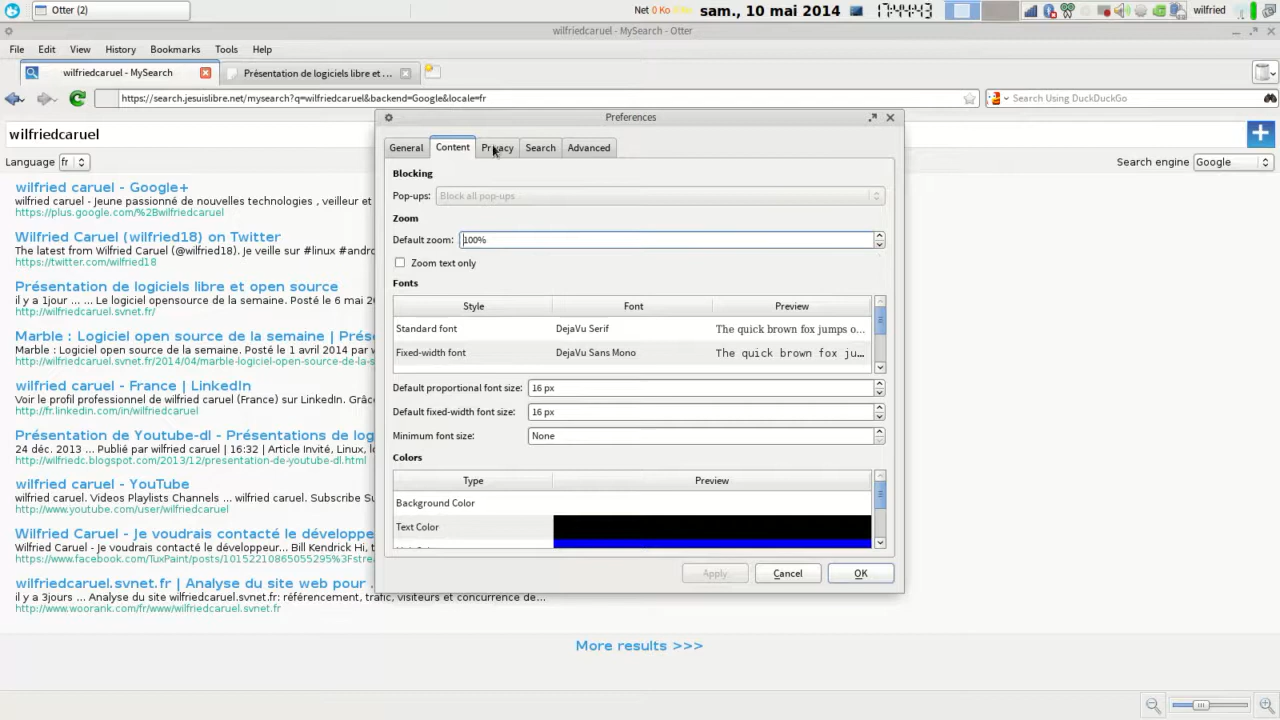 Otter (2)
Net 0 Ko
sam., 10 mai 2014
17:44:43
wilfried
wilfriedcaruel - MySearch - Otter
File Edit View History Bookmarks Tools Help
wilfriedcaruel - MySearch
Présentation de logiciels libre et ...
https://search.jesuislibre.net/mysearch?q=wilfriedcaruel&backend=Google&locale=fr
Search Using DuckDuckGo
wilfriedcaruel
Language fr
Search engine Google
wilfried caruel - Google+
wilfried caruel - Jeune passionné de nouvelles technologies , veilleur et
https://plus.google.com/%2Bwilfriedcaruel
Wilfried Caruel (wilfried18) on Twitter
The latest from Wilfried Caruel (@wilfried18). Je veille sur #linux #andro
https://twitter.com/wilfried18
Présentation de logiciels libre et open source
il y a 1jour ... ... Le logiciel opensource de la semaine. Posté le 6 mai 20
http://wilfriedcaruel.svnet.fr/
Marble : Logiciel open source de la semaine | Prés
Marble : Logiciel open source de la semaine. Posté le 1 avril 2014 par w
http://wilfriedcaruel.svnet.fr/2014/04/marble-logiciel-open-source-de-la-s
wilfried caruel - France | LinkedIn
Voir le profil professionnel de wilfried caruel (France) sur LinkedIn. Grâc
http://fr.linkedin.com/in/wilfriedcaruel
Présentation de Youtube-dl - Présentations de log
24 déc. 2013 ... Publié par wilfried caruel | 16:32 | Article Invité, Linux, lo
http://wilfriedc.blogspot.com/2013/12/presentation-de-youtube-dl.html
wilfried caruel - YouTube
wilfried caruel. Videos Playlists Channels ... wilfried caruel. Subscribe Su
http://www.youtube.com/user/wilfriedcaruel
Wilfried Caruel - Je voudrais contacté le développe
Wilfried Caruel - Je voudrais contacté le développeur... Bill Kendrick Hi, t
https://www.facebook.com/TuxPaint/posts/10152210865055295%3Fstrea
wilfriedcaruel.svnet.fr | Analyse du site web pour .
il y a 3jours ... Analyse du site wilfriedcaruel.svnet.fr: référencement, trafic, visiteurs et concurrence de...
http://www.woorank.com/fr/www/wilfriedcaruel.svnet.fr
More results >>>
Preferences
General Content Privacy Search Advanced
Blocking
Pop-ups: Block all pop-ups
Zoom
Default zoom: 100%
Zoom text only
Fonts
Style Font Preview
Standard font DejaVu Serif The quick brown fox jumps o...
Fixed-width font DejaVu Sans Mono The quick brown fox ju...
Default proportional font size: 16 px
Default fixed-width font size: 16 px
Minimum font size: None
Colors
Type Preview
Background Color
Text Color
Apply Cancel OK